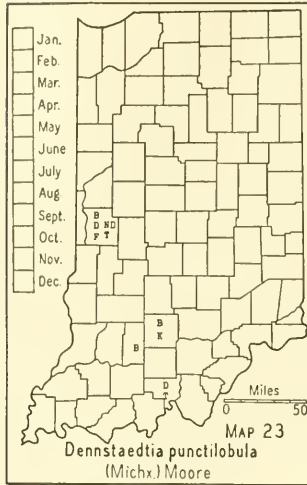 Jan.
Feb.
Mar.
Apr.
May
June
July
Aug
Sept.
Oct.
Nov.
Dec.
B
D ND
F T
B
K
B
D
T
Miles
0 50
MAP 23
Dennstaedtia punctilobula
(Michx.) Moore